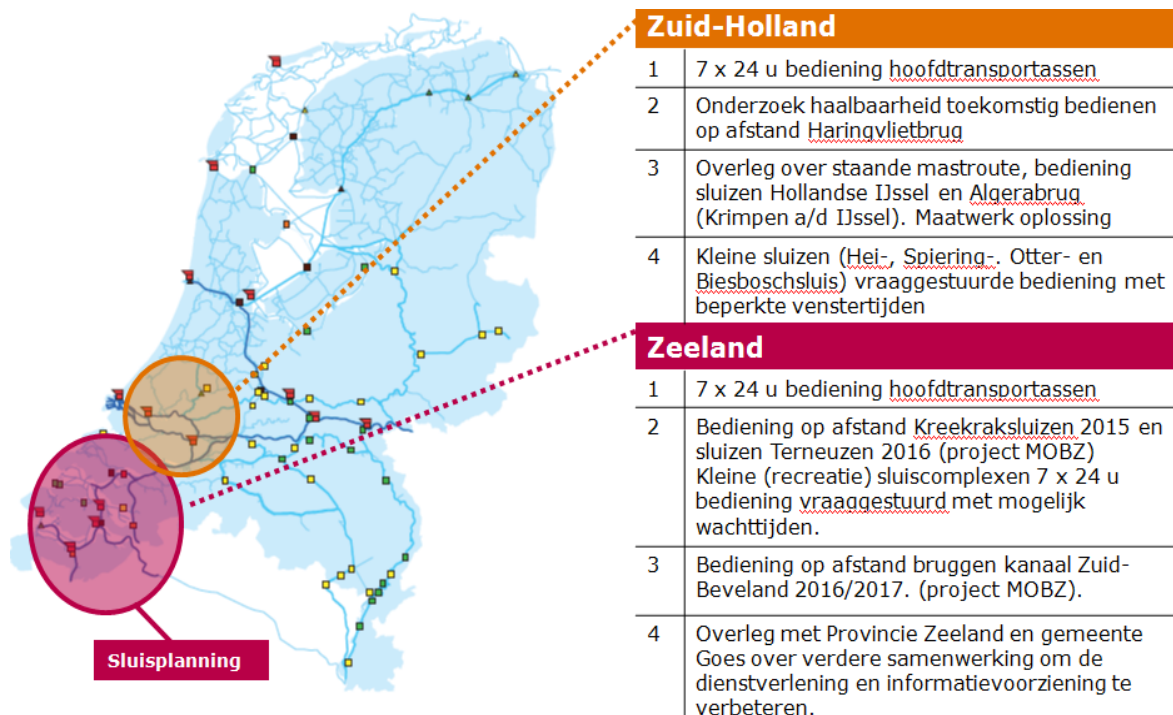 Zuid-Holland
1 7 x 24 u bediening hoofdtransportassen
2 Onderzoek haalbaarheid toekomstig bedienen
op afstand Haringvlietbrug
3 Overleg over staande mastroute, bediening
sluizen Hollandse IJssel en Algerabrug
(Krimpen a/d IJssel). Maatwerk oplossing
4 Kleine sluizen (Hei-, Spiering-. Otter- en
Biesboschsluis) vraaggestuurde bediening met
beperkte venstertijden
Zeeland
1 7 x 24 u bediening hoofdtransportassen
2 Bediening op afstand Kreekraksluizen 2015 en
sluizen Terneuzen 2016 (project MOBZ)
Kleine (recreatie) sluiscomplexen 7 x 24 u
bediening vraaggestuurd met mogelijk
wachttijden.
3 Bediening op afstand bruggen kanaal Zuid-
Beveland 2016/2017. (project MOBZ).
4 Overleg met Provincie Zeeland en gemeente
Goes over verdere samenwerking om de
dienstverlening en informatievoorziening te
verbeteren.
Sluisplanning